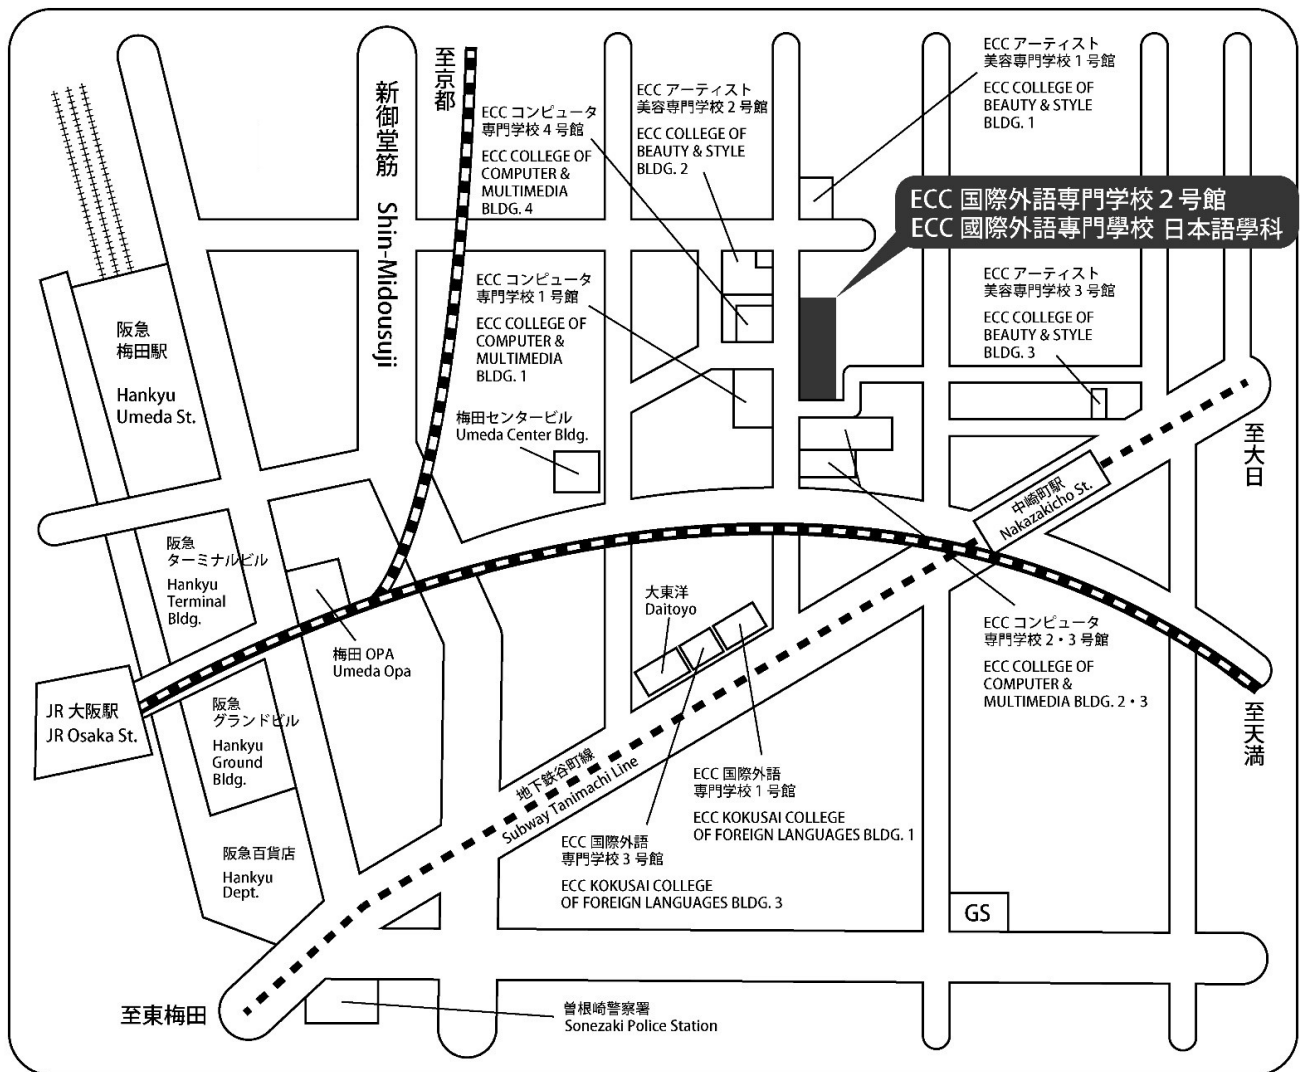 至京都
新御堂筋 Shin-Midousuji
ECC コンピュータ
専門学校 4 号館
ECC COLLEGE OF
COMPUTER &
MULTIMEDIA
BLDG. 4
ECC アーティスト
美容専門学校 2 号館
ECC COLLEGE OF
BEAUTY & STYLE
BLDG. 2
ECC アーティスト
美容専門学校 1 号館
ECC COLLEGE OF
BEAUTY & STYLE
BLDG. 1
ECC 国際外語専門学校 2 号館
ECC 國際外語專門學校 日本語學科
ECC コンピュータ
専門学校 1 号館
ECC COLLEGE OF
COMPUTER &
MULTIMEDIA
BLDG. 1
ECC アーティスト
美容専門学校 3 号館
ECC COLLEGE OF
BEAUTY & STYLE
BLDG. 3
阪急
梅田駅
Hankyu
Umeda St.
梅田センタービル
Umeda Center Bldg.
至大日
中崎町駅
Nakazakicho St.
阪急
ターミナルビル
Hankyu
Terminal
Bldg.
大東洋
Daitoyo
梅田 OPA
Umeda Opa
ECC コンピュータ
専門学校 2・3 号館
ECC COLLEGE OF
COMPUTER &
MULTIMEDIA BLDG. 2・3
JR 大阪駅
JR Osaka St.
阪急
グランドビル
Hankyu
Ground
Bldg.
至天満
地下鉄谷町線
Subway Tanimachi Line
ECC 国際外語
専門学校 1 号館
ECC KOKUSAI COLLEGE
OF FOREIGN LANGUAGES BLDG. 1
ECC 国際外語
専門学校 3 号館
ECC KOKUSAI COLLEGE
OF FOREIGN LANGUAGES BLDG. 3
阪急百貨店
Hankyu
Dept.
GS
至東梅田
曽根崎警察署
Sonezaki Police Station